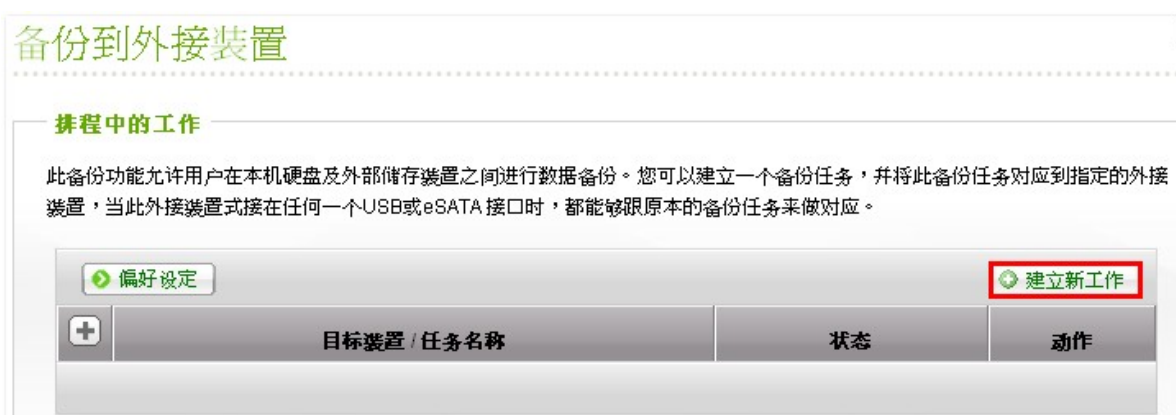 备份到外接装置
排程中的工作
此备份功能允许用户在本机硬盘及外部储存装置之间进行数据备份。您可以建立一个备份任务，并将此备份任务对应到指定的外接
装置，当此外接装置式接在任何一个USB或eSATA接口时，都能够跟原本的备份任务来做对应。
偏好设定
建立新工作
目标装置/任务名称 状态 动作